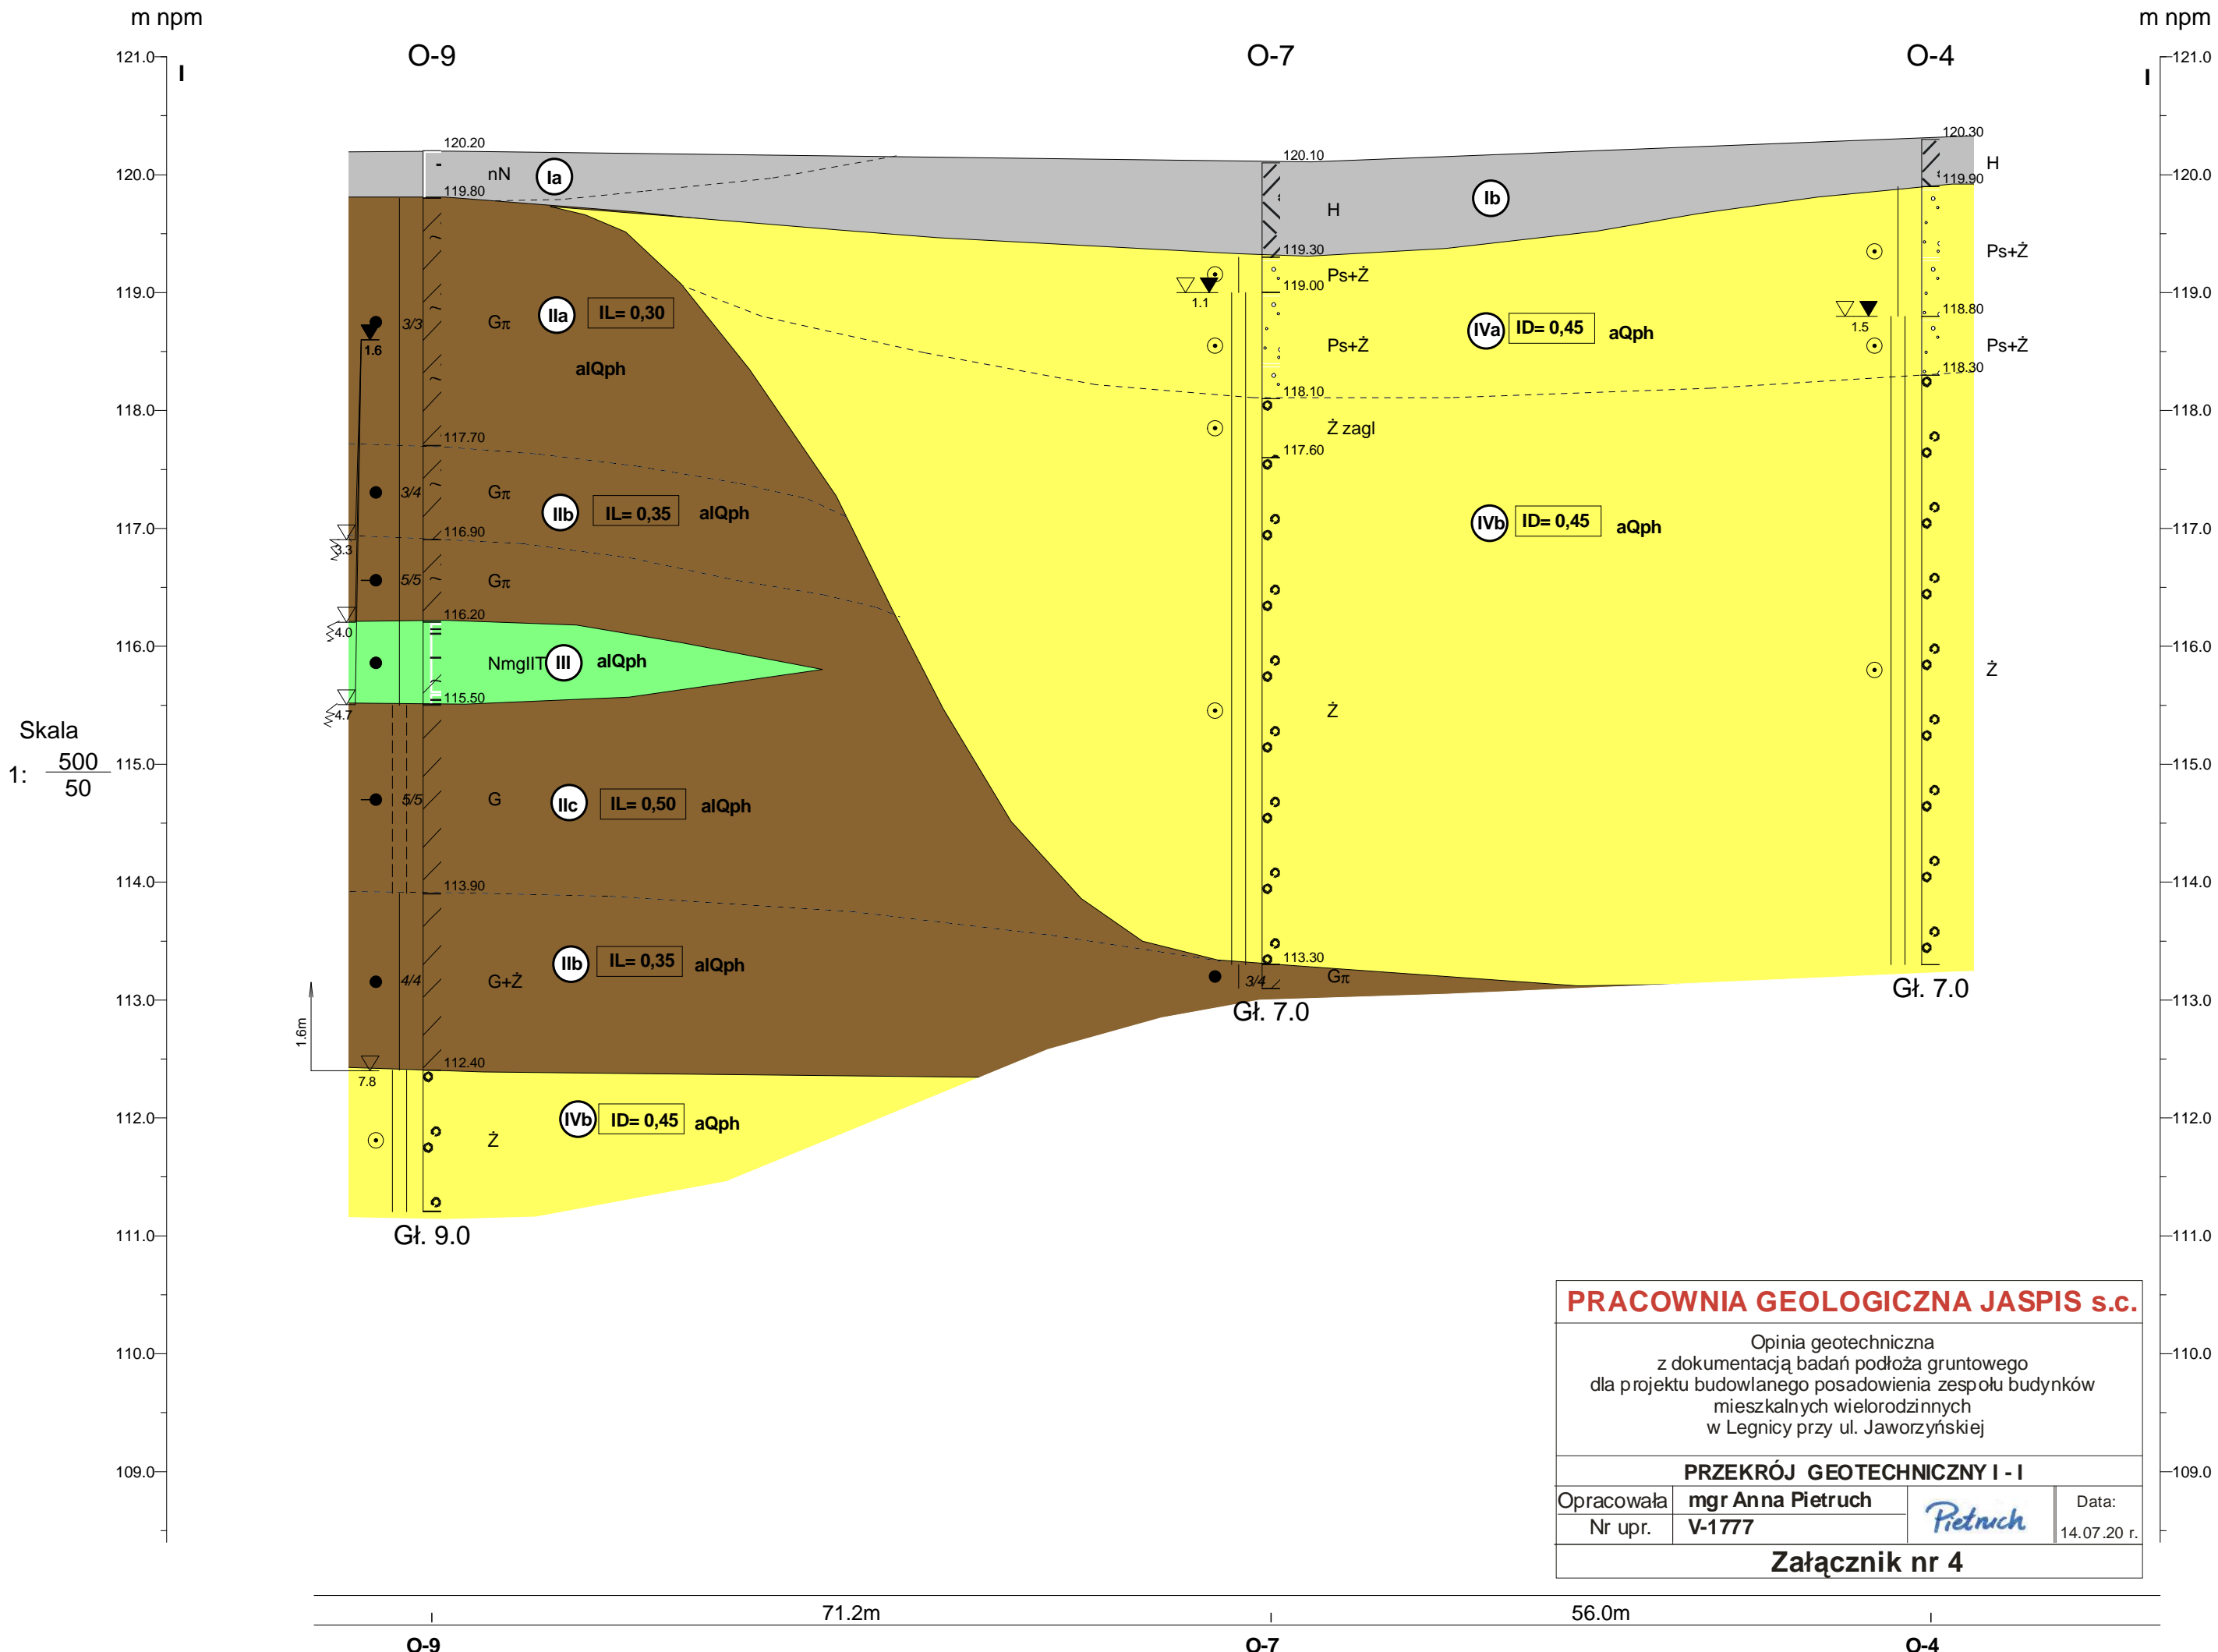 m npm
m npm
O-9
O-7
O-4
121.0
121.0
I
I
120.20
120.10
120.30
nN
Ia
H
120.0
120.0
119.80
119.90
Ib
H
119.30
Ps+Ż
Ps+Ż
119.00
119.0
119.0
1.1
118.80
1.5
3/3
Gπ
IIa
IL= 0,30
1.6
alQph
Ps+Ż
IVa
ID= 0,45
aQph
Ps+Ż
118.30
118.10
118.0
118.0
117.70
Ż zagl
117.60
3/4
Gπ
IIb
IL= 0,35
alQph
IVb
ID= 0,45
aQph
117.0
117.0
116.90
3.3
5/5
Gπ
116.20
4.0
116.0
116.0
NmgIIT
III
alQph
Ż
115.50
4.7
Ż
Skala
1:
500
50
115.0
115.0
5/5
G
IIc
IL= 0,50
alQph
114.0
114.0
113.90
113.30
4/4
G+Ż
IIb
IL= 0,35
alQph
3/4
Gπ
Gł. 7.0
Gł. 7.0
113.0
113.0
1.6m
112.40
7.8
112.0
112.0
Ż
IVb
ID= 0,45
aQph
Gł. 9.0
111.0
111.0
110.0
110.0
109.0
109.0
PRACOWNIA GEOLOGICZNA JASPIS s.c.
Opinia geotechniczna
z dokumentacją badań podłoża gruntowego
dla projektu budowlanego posadowienia zespołu budynków
mieszkalnych wielorodzinnych
w Legnicy przy ul. Jaworzyńskiej
PRZEKRÓJ GEOTECHNICZNY I - I
Opracowała
mgr Anna Pietruch
Pietruch
Data:
Nr upr.
V-1777
14.07.20 r.
Załącznik nr 4
71.2m
56.0m
O-9
O-7
O-4